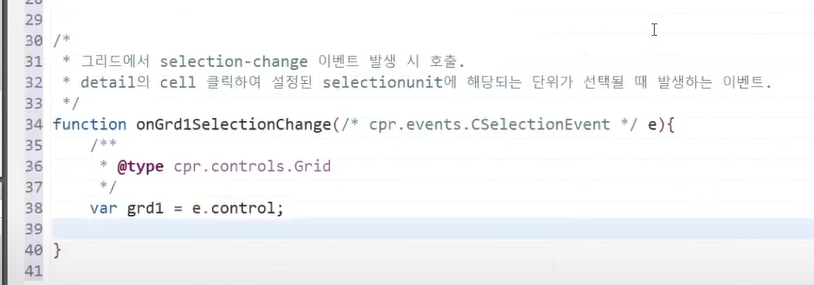 29
30 /*
31  * 그리드에서 selection-change 이벤트 발생 시 호출.
32  * detail의 cell 클릭하여 설정된 selectionunit에 해당되는 단위가 선택될 때 발생하는 이벤트.
33  */
34 function onGrd1SelectionChange(/* cpr.events.CSelectionEvent */ e){
35     /**
36      * @type cpr.controls.Grid
37      */
38     var grd1 = e.control;
39
40 }
41